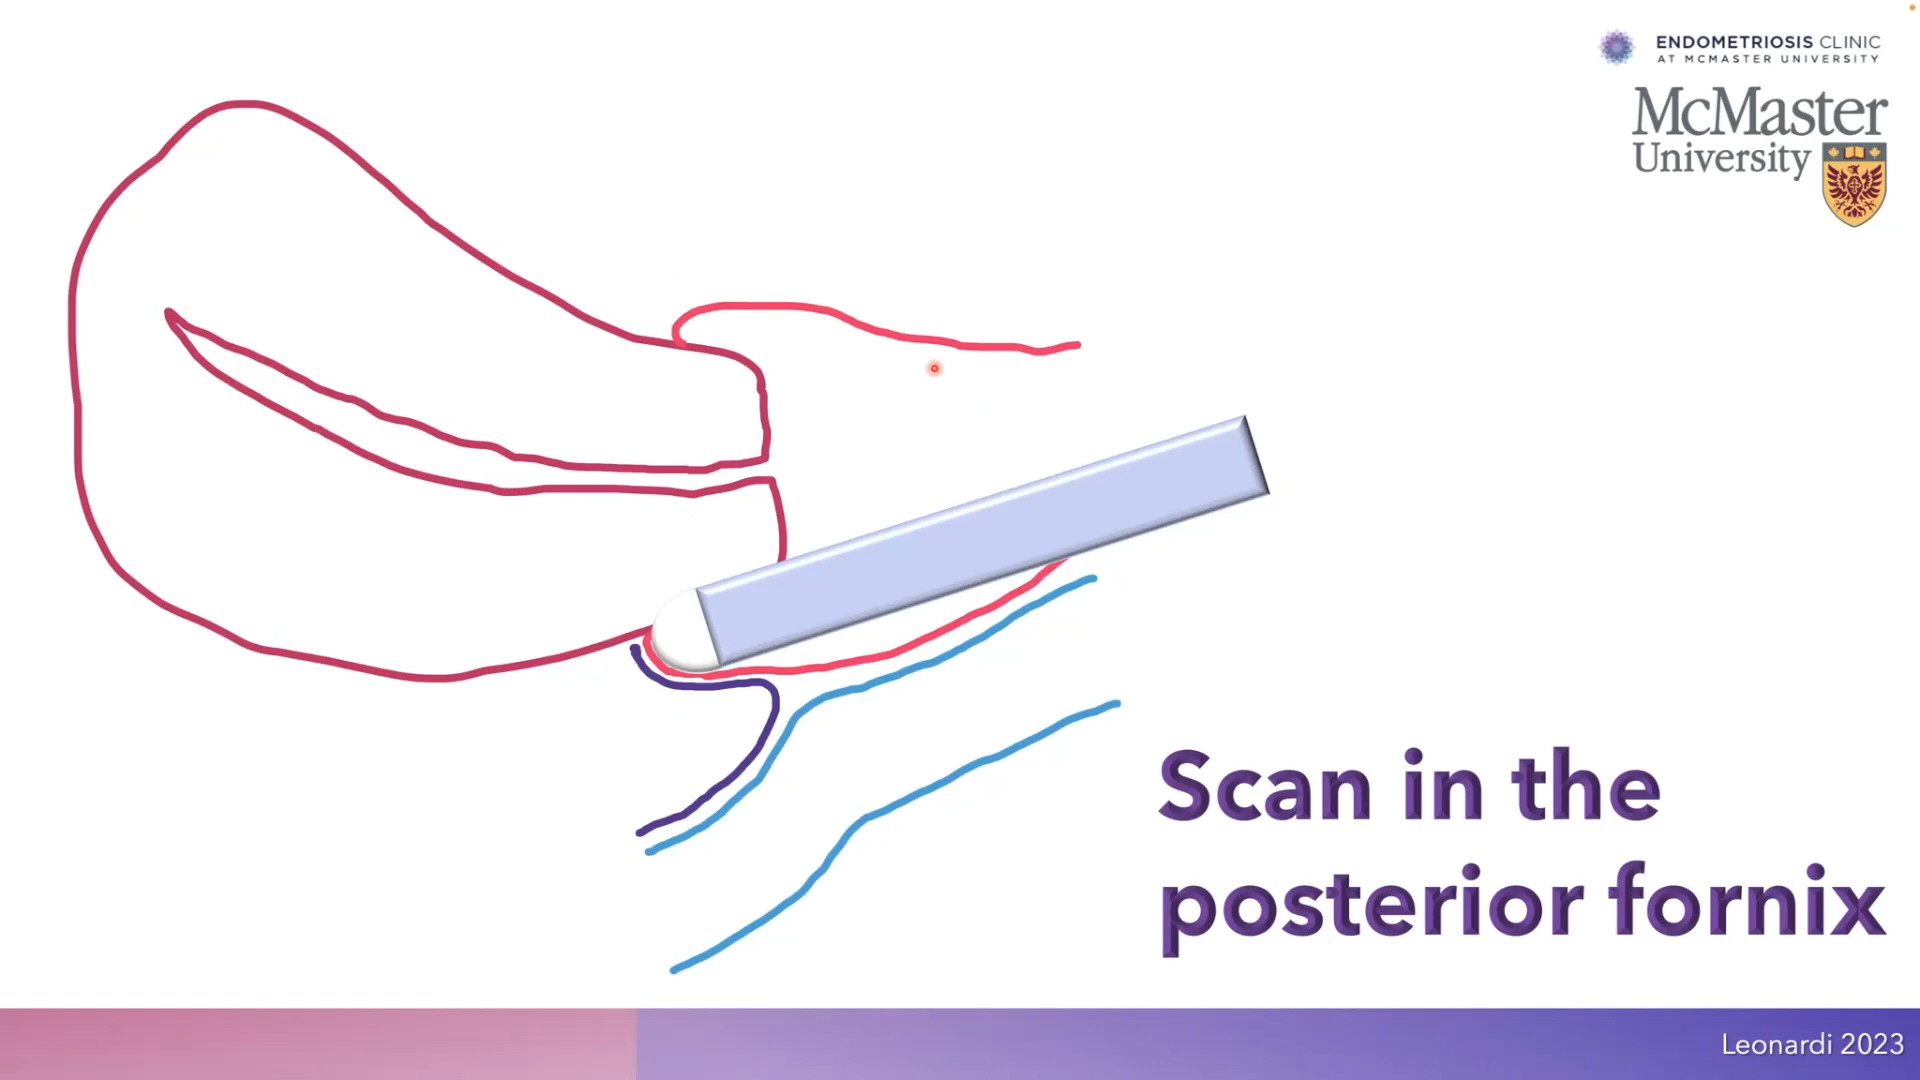 ENDOMETRIOSIS CLINIC
AT MCMASTER UNIVERSITY
McMaster
University
Scan in the
posterior fornix
Leonardi 2023